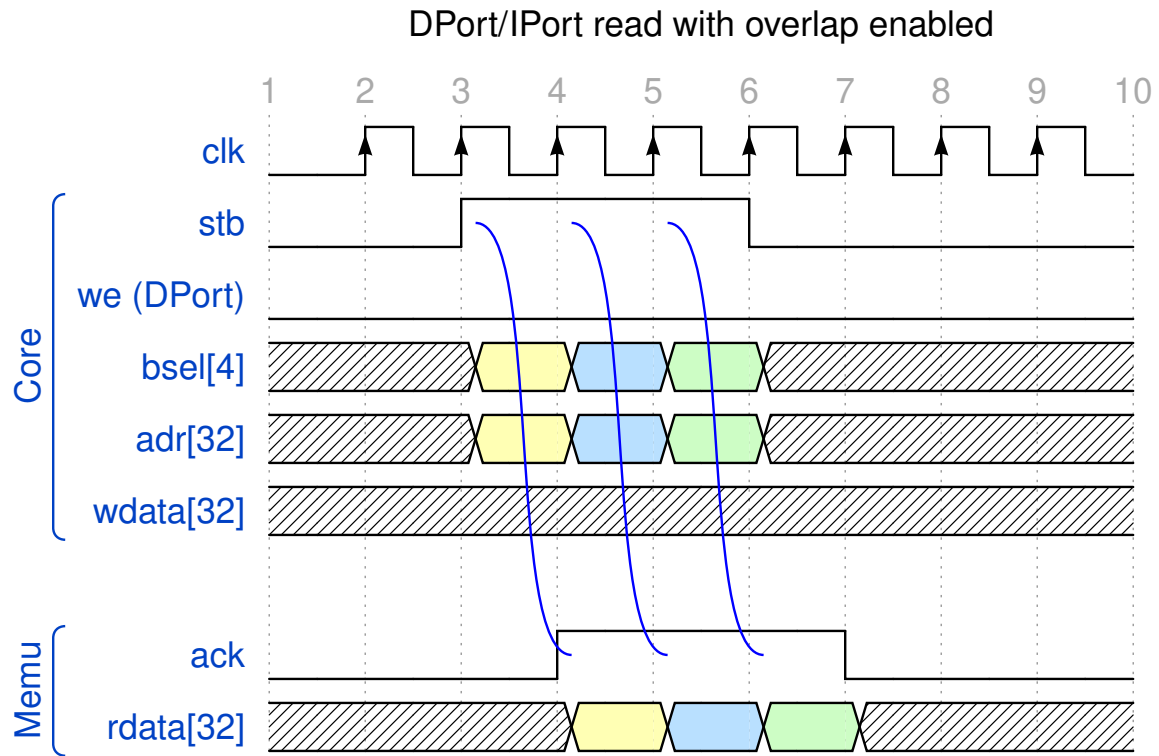 DPort/IPort read with overlap enabled
1 2 3 4 5 6 7 8 9 10
clk
Core
stb
we (DPort)
bsel[4]
adr[32]
wdata[32]
Memu
ack
rdata[32]